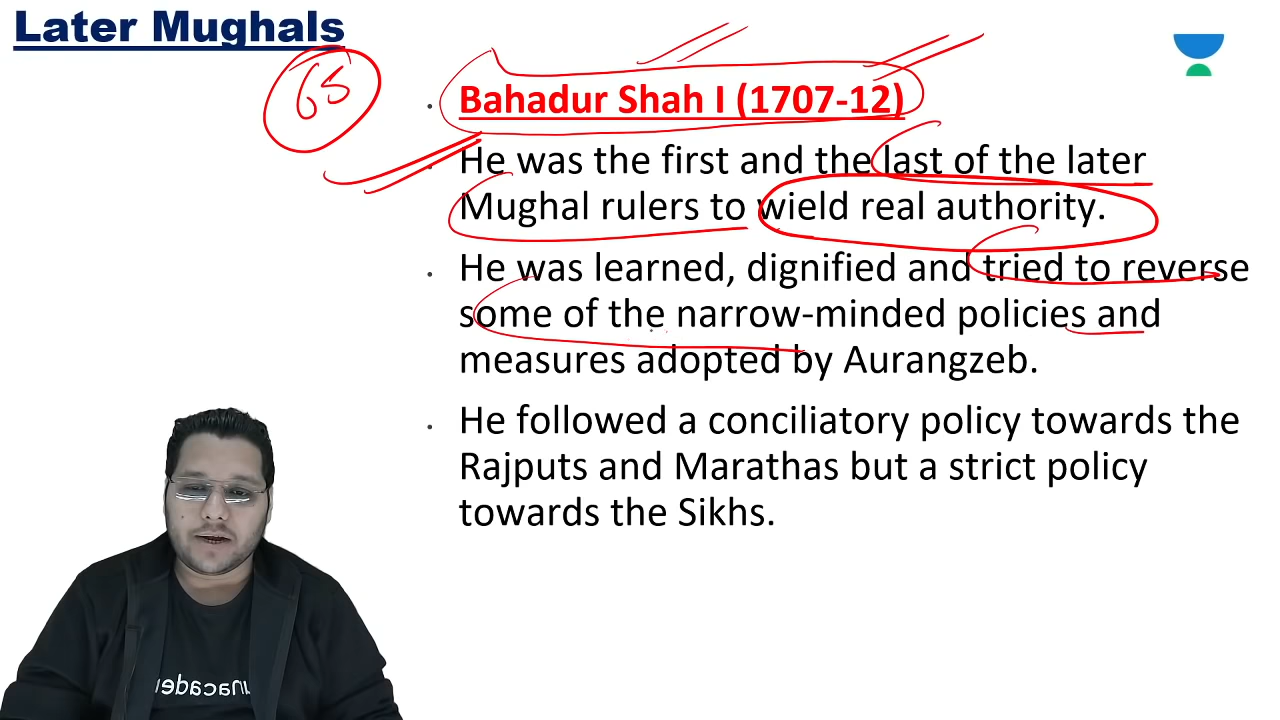 Later Mughals
65
• Bahadur Shah I (1707-12)
• He was the first and the last of the later
Mughal rulers to wield real authority.
• He was learned, dignified and tried to reverse
some of the narrow-minded policies and
measures adopted by Aurangzeb.
• He followed a conciliatory policy towards the
Rajputs and Marathas but a strict policy
towards the Sikhs.
unacade